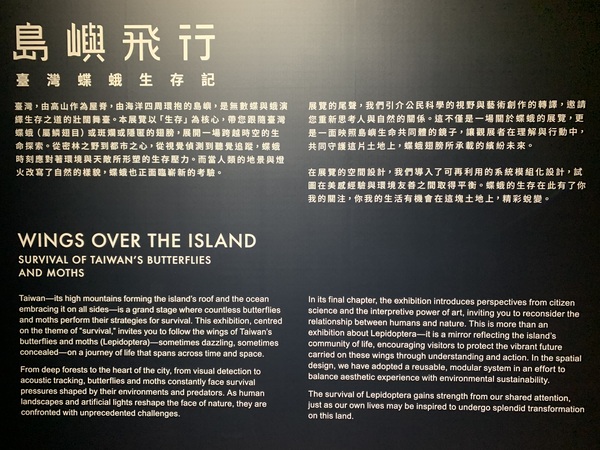 島嶼飛行
臺灣蝶蛾生存記
臺灣，由高山作為屋脊，由海洋四周環抱的島嶼，是無數蝶與蛾演
繹生存之道的壯闊舞臺。本展覽以「生存」為核心，帶您跟隨臺灣
蝶蛾（屬鱗翅目）或斑斕或隱匿的翅膀，展開一場跨越時空的生
命探索。從密林之野到都市之心，從視覺偵測到聽覺追蹤，蝶蛾
時刻應對著環境與天敵所形塑的生存壓力。而當人類的地景與燈
火改寫了自然的樣貌，蝶蛾也正面臨嶄新的考驗。
展覽的尾聲，我們引介公民科學的視野與藝術創作的轉譯，邀請
您重新思考人與自然的關係。這不僅是一場關於蝶蛾的展覽，更
是一面映照島嶼生命共同體的鏡子，讓觀展者在理解與行動中，
共同守護這片土地上，蝶蛾翅膀所承載的繽紛未來。
在展覽的空間設計，我們導入了可再利用的系統模組化設計，試
圖在美感經驗與環境友善之間取得平衡。蝶蛾的生存在此有了你
我的關注，你我的生活有機會在這塊土地上，精彩蛻變。
WINGS OVER THE ISLAND
SURVIVAL OF TAIWAN'S BUTTERFLIES
AND MOTHS
Taiwan—its high mountains forming the island's roof and the ocean
embracing it on all sides—is a grand stage where countless butterflies
and moths perform their strategies for survival. This exhibition, centred
on the theme of "survival," invites you to follow the wings of Taiwan's
butterflies and moths (Lepidoptera)—sometimes dazzling, sometimes
concealed—on a journey of life that spans across time and space.
From deep forests to the heart of the city, from visual detection to
acoustic tracking, butterflies and moths constantly face survival
pressures shaped by their environments and predators. As human
landscapes and artificial lights reshape the face of nature, they are
confronted with unprecedented challenges.
In its final chapter, the exhibition introduces perspectives from citizen
science and the interpretive power of art, inviting you to reconsider the
relationship between humans and nature. This is more than an
exhibition about Lepidoptera—it is a mirror reflecting the island's
community of life, encouraging visitors to protect the vibrant future
carried on these wings through understanding and action. In the spatial
design, we have adopted a reusable, modular system in an effort to
balance aesthetic experience with environmental sustainability.
The survival of Lepidoptera gains strength from our shared attention,
just as our own lives may be inspired to undergo splendid transformation
on this land.